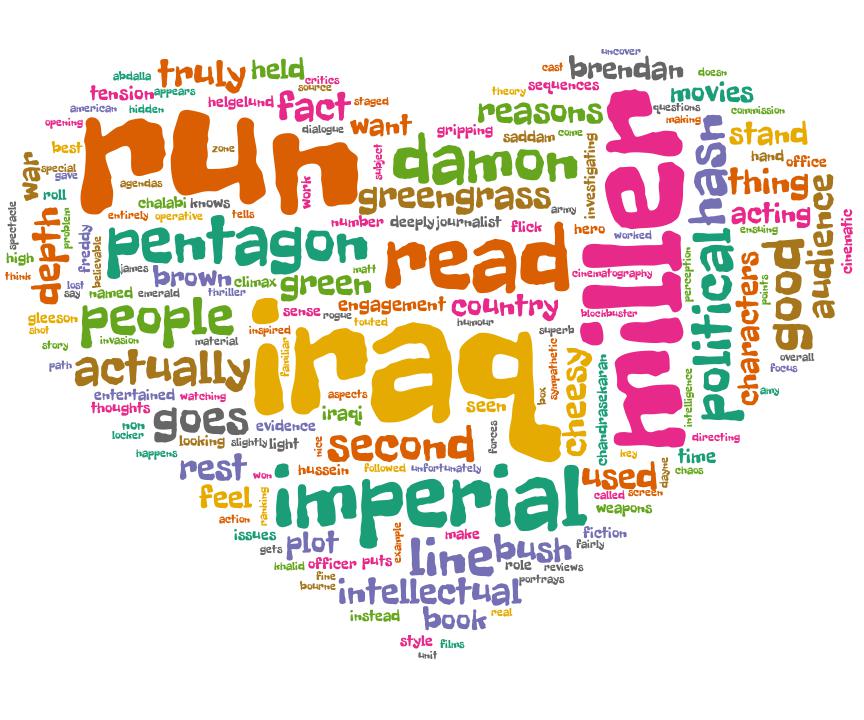 uncover
abdalla
truly
held
critics
source
cast
brendan
doesn
tension
appears
theory
sequences
movies
american
hidden
helgelund
fact
staged
reasons
questions
commission
opening
dialogue
want
gripping
saddam
come
making
stand
run
zone
damon
miller
hash
best
subject
investigating
hand
office
war
special
gave
agendas
work
greengrass
thing
roll
chalabi
knows
army
acting
audience
spectacle
depth
problem
entirely
operative
tells
number
deeply
journalist
flick
hero
worked
ensuing
cinematic
high
freddy
believable
pentagon
read
political
good
think
lost
james
matt
cinematography
perception
characters
points
say
brown
climax
green
named
emerald
thriller
sense
rogue
engagement
country
blockbuster
gleeson
shot
people
iraq
inspired
touted
humour
superb
story
invasion
material
familiar
sympathetic
box
cheesy
overall
path
actually
focus
entertained
watching
aspects
seen
chandrasekaran
intelligence
amy
thoughts
goes
iraqi
non
locker
evidence
forces
directing
looking
slightly
light
nice
second
key
happens
time
rest
won
hussein
followed
unfortunately
used
dayne
chaos
feel
ranking
imperial
called
screen
weapons
action
issues
example
make
fiction
gets
plot
line
bush
fairly
khalid
officer
puts
role
reviews
fine
bourne
intellectual
portrays
instead
book
real
style
films
unit